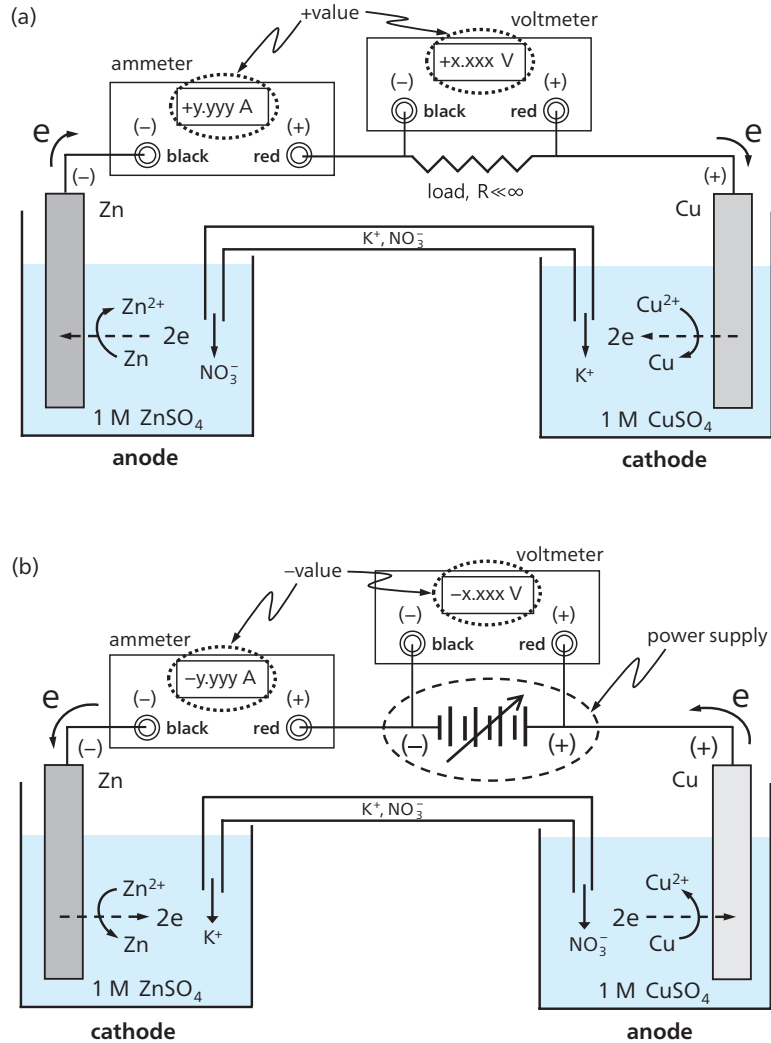 (a)
+value
voltmeter
ammeter
+x.xxx V
+y.yyy A
(–)
(+)
black
red
(–)
(+)
black
red
e
e
(–)
(+)
load, R≪∞
Zn
Cu
K⁺, NO₃⁻
Zn²⁺
2e
Zn
NO₃⁻
Cu²⁺
2e
Cu
K⁺
1 M ZnSO₄
1 M CuSO₄
anode
cathode
(b)
voltmeter
–value
–x.xxx V
(–)
(+)
black
red
power supply
ammeter
–y.yyy A
(–)
(+)
black
red
e
e
(–)
(–)
(+)
(+)
Zn
Cu
K⁺, NO₃⁻
Zn²⁺
2e
Zn
K⁺
Cu²⁺
2e
Cu
NO₃⁻
1 M ZnSO₄
1 M CuSO₄
cathode
anode